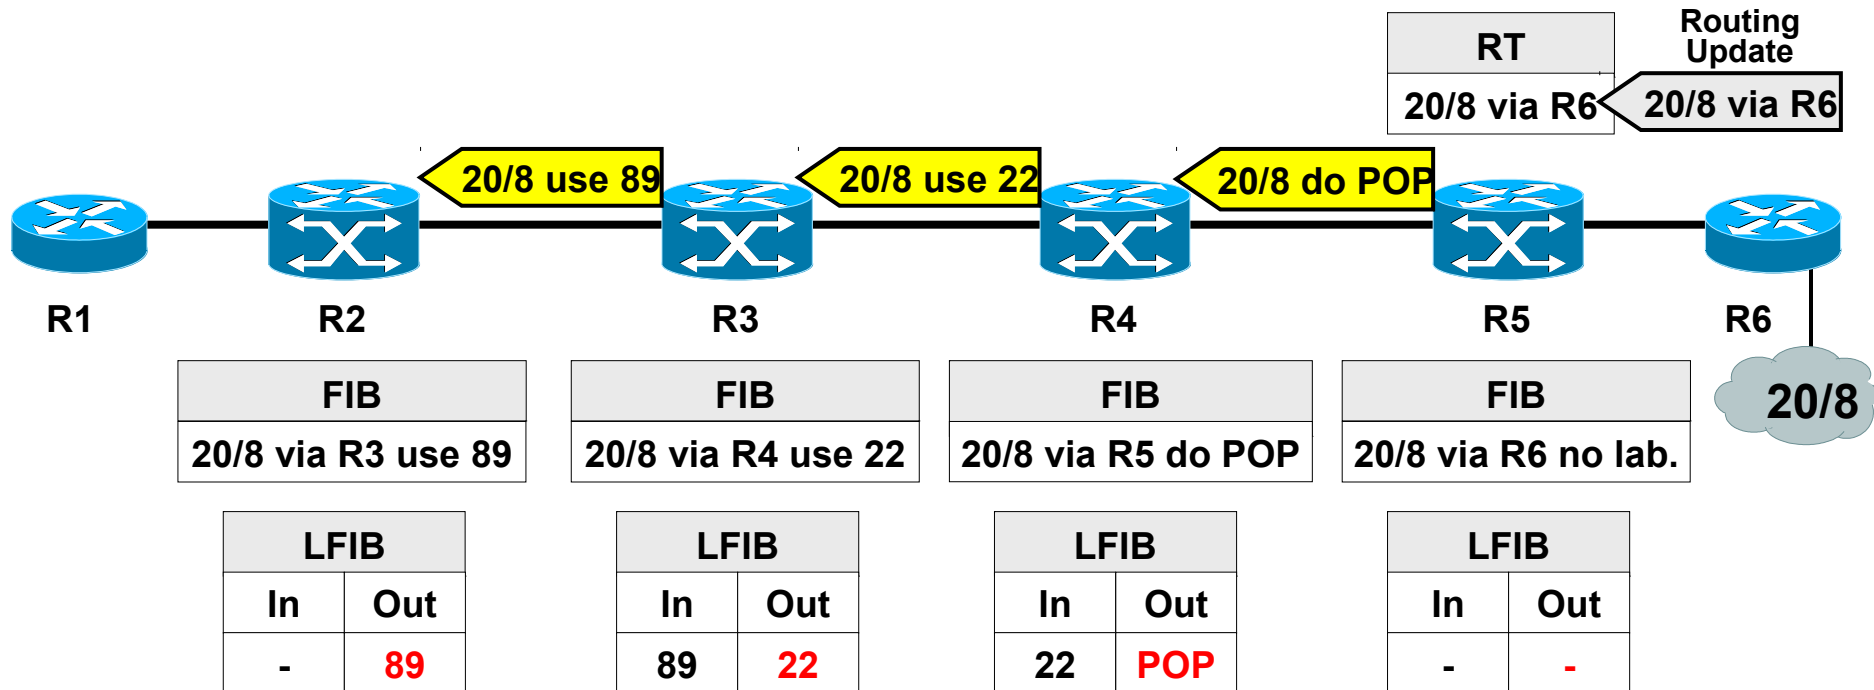 Routing
Update
RT
20/8 via R6
20/8 via R6
20/8 use 89
20/8 use 22
20/8 do POP
R1
R2
R3
R4
R5
R6
20/8
FIB
20/8 via R3 use 89
FIB
20/8 via R4 use 22
FIB
20/8 via R5 do POP
FIB
20/8 via R6 no lab.
LFIB
In Out
- 89
LFIB
In Out
89 22
LFIB
In Out
22 POP
LFIB
In Out
- -